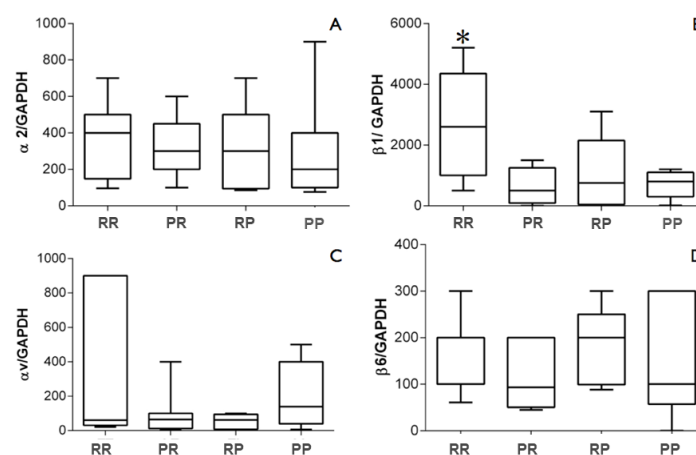 A
1000
800
600
400
200
0
α 2/GAPDH
RR PR RP PP
B
6000
4000
2000
0
β1/ GAPDH
*
RR PR RP PP
C
1000
800
600
400
200
0
αv/GAPDH
RR PR RP PP
D
400
300
200
100
0
β6/GAPDH
RR PR RP PP